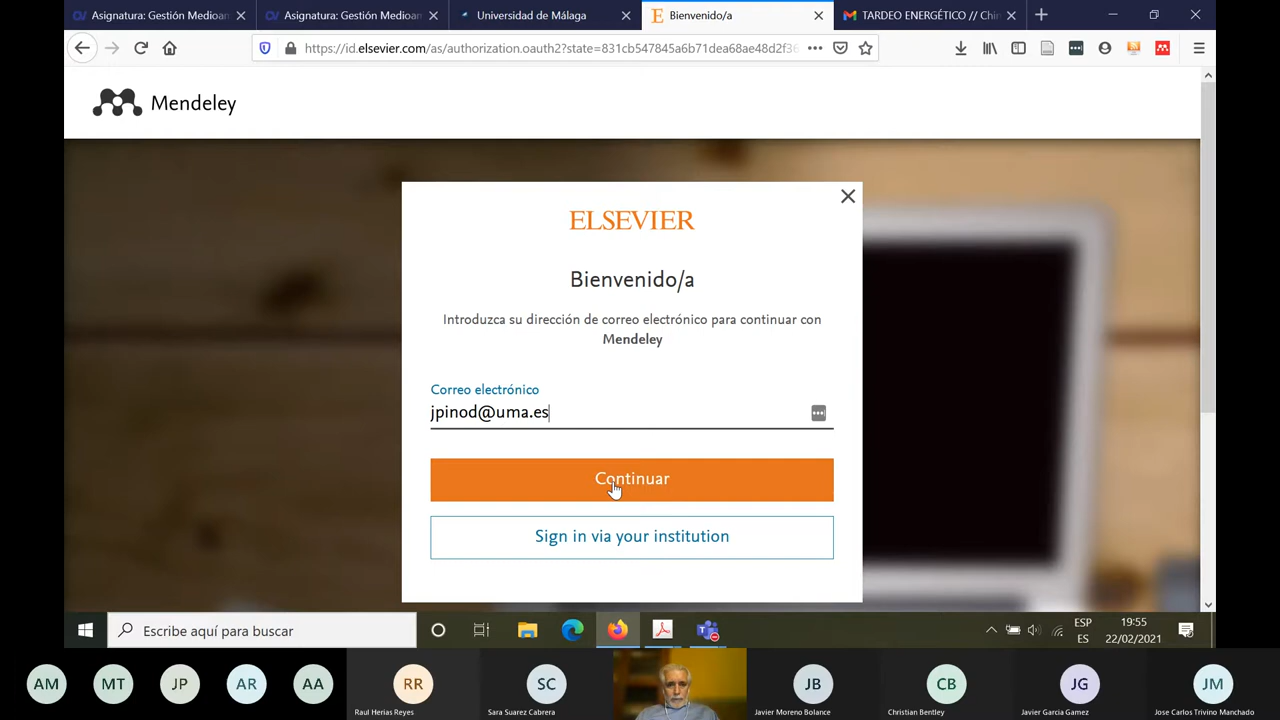 Asignatura: Gestión Medioam
Asignatura: Gestión Medioam
Universidad de Málaga
Bienvenido/a
TARDEO ENERGÉTICO // Chir
https://id.elsevier.com/as/authorization.oauth2?state=831cb547845a6b71dea68ae48d2f36
Mendeley
ELSEVIER
Bienvenido/a
Introduzca su dirección de correo electrónico para continuar con
Mendeley
Correo electrónico
jpinod@uma.es
Continuar
Sign in via your institution
Escribe aquí para buscar
ESP
ES
19:55
22/02/2021
AM
MT
JP
AR
AA
RR
SC
JB
CB
JG
JM
Raul Herias Reyes
Sara Suarez Cabrera
Javier Moreno Bolance
Christian Bentley
Javier Garcia Gamez
Jose Carlos Trivino Manchado